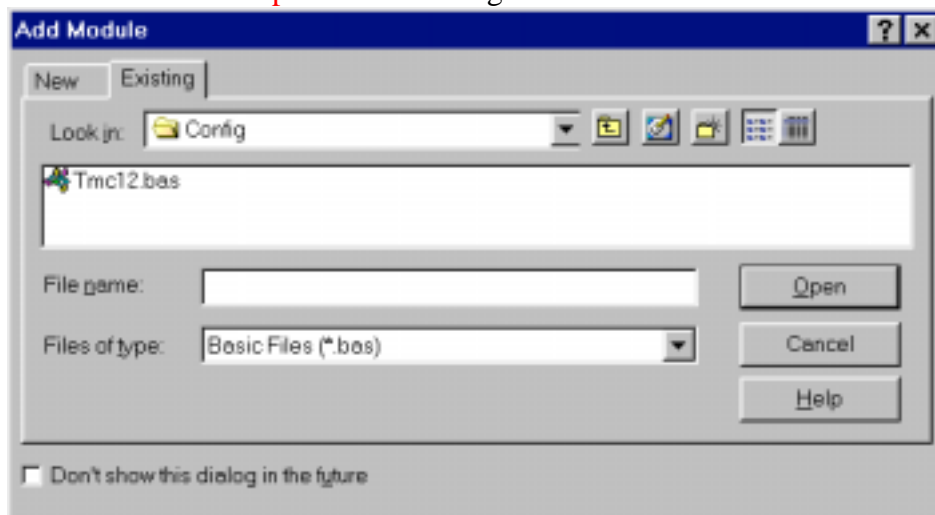 Add Module
New Existing
Look in: Config
Tmc12.bas
File name:
Open
Files of type: Basic Files (*.bas)
Cancel
Help
Don't show this dialog in the future